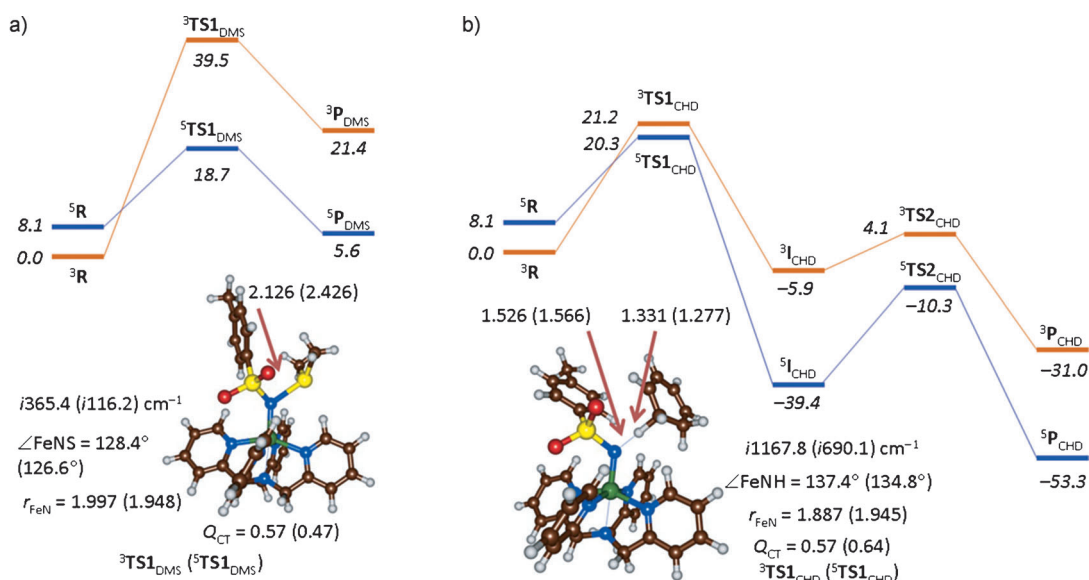 a)
³TS1DMS
39.5
³PDMS
21.4
⁵TS1DMS
18.7
⁵R
8.1
0.0
³R
⁵PDMS
5.6
2.126 (2.426)
i365.4 (i116.2) cm⁻¹
∠FeNS = 128.4°
(126.6°)
rFeN = 1.997 (1.948)
QCT = 0.57 (0.47)
³TS1DMS (⁵TS1DMS)
b)
³TS1CHD
21.2
20.3
⁵TS1CHD
⁵R
8.1
0.0
³R
³TS2CHD
4.1
³ICHD
–5.9
⁵TS2CHD
–10.3
³PCHD
–31.0
⁵ICHD
–39.4
⁵PCHD
–53.3
1.526 (1.566)
1.331 (1.277)
i1167.8 (i690.1) cm⁻¹
∠FeNH = 137.4° (134.8°)
rFeN = 1.887 (1.945)
QCT = 0.57 (0.64)
³TS1CHD (⁵TS1CHD)